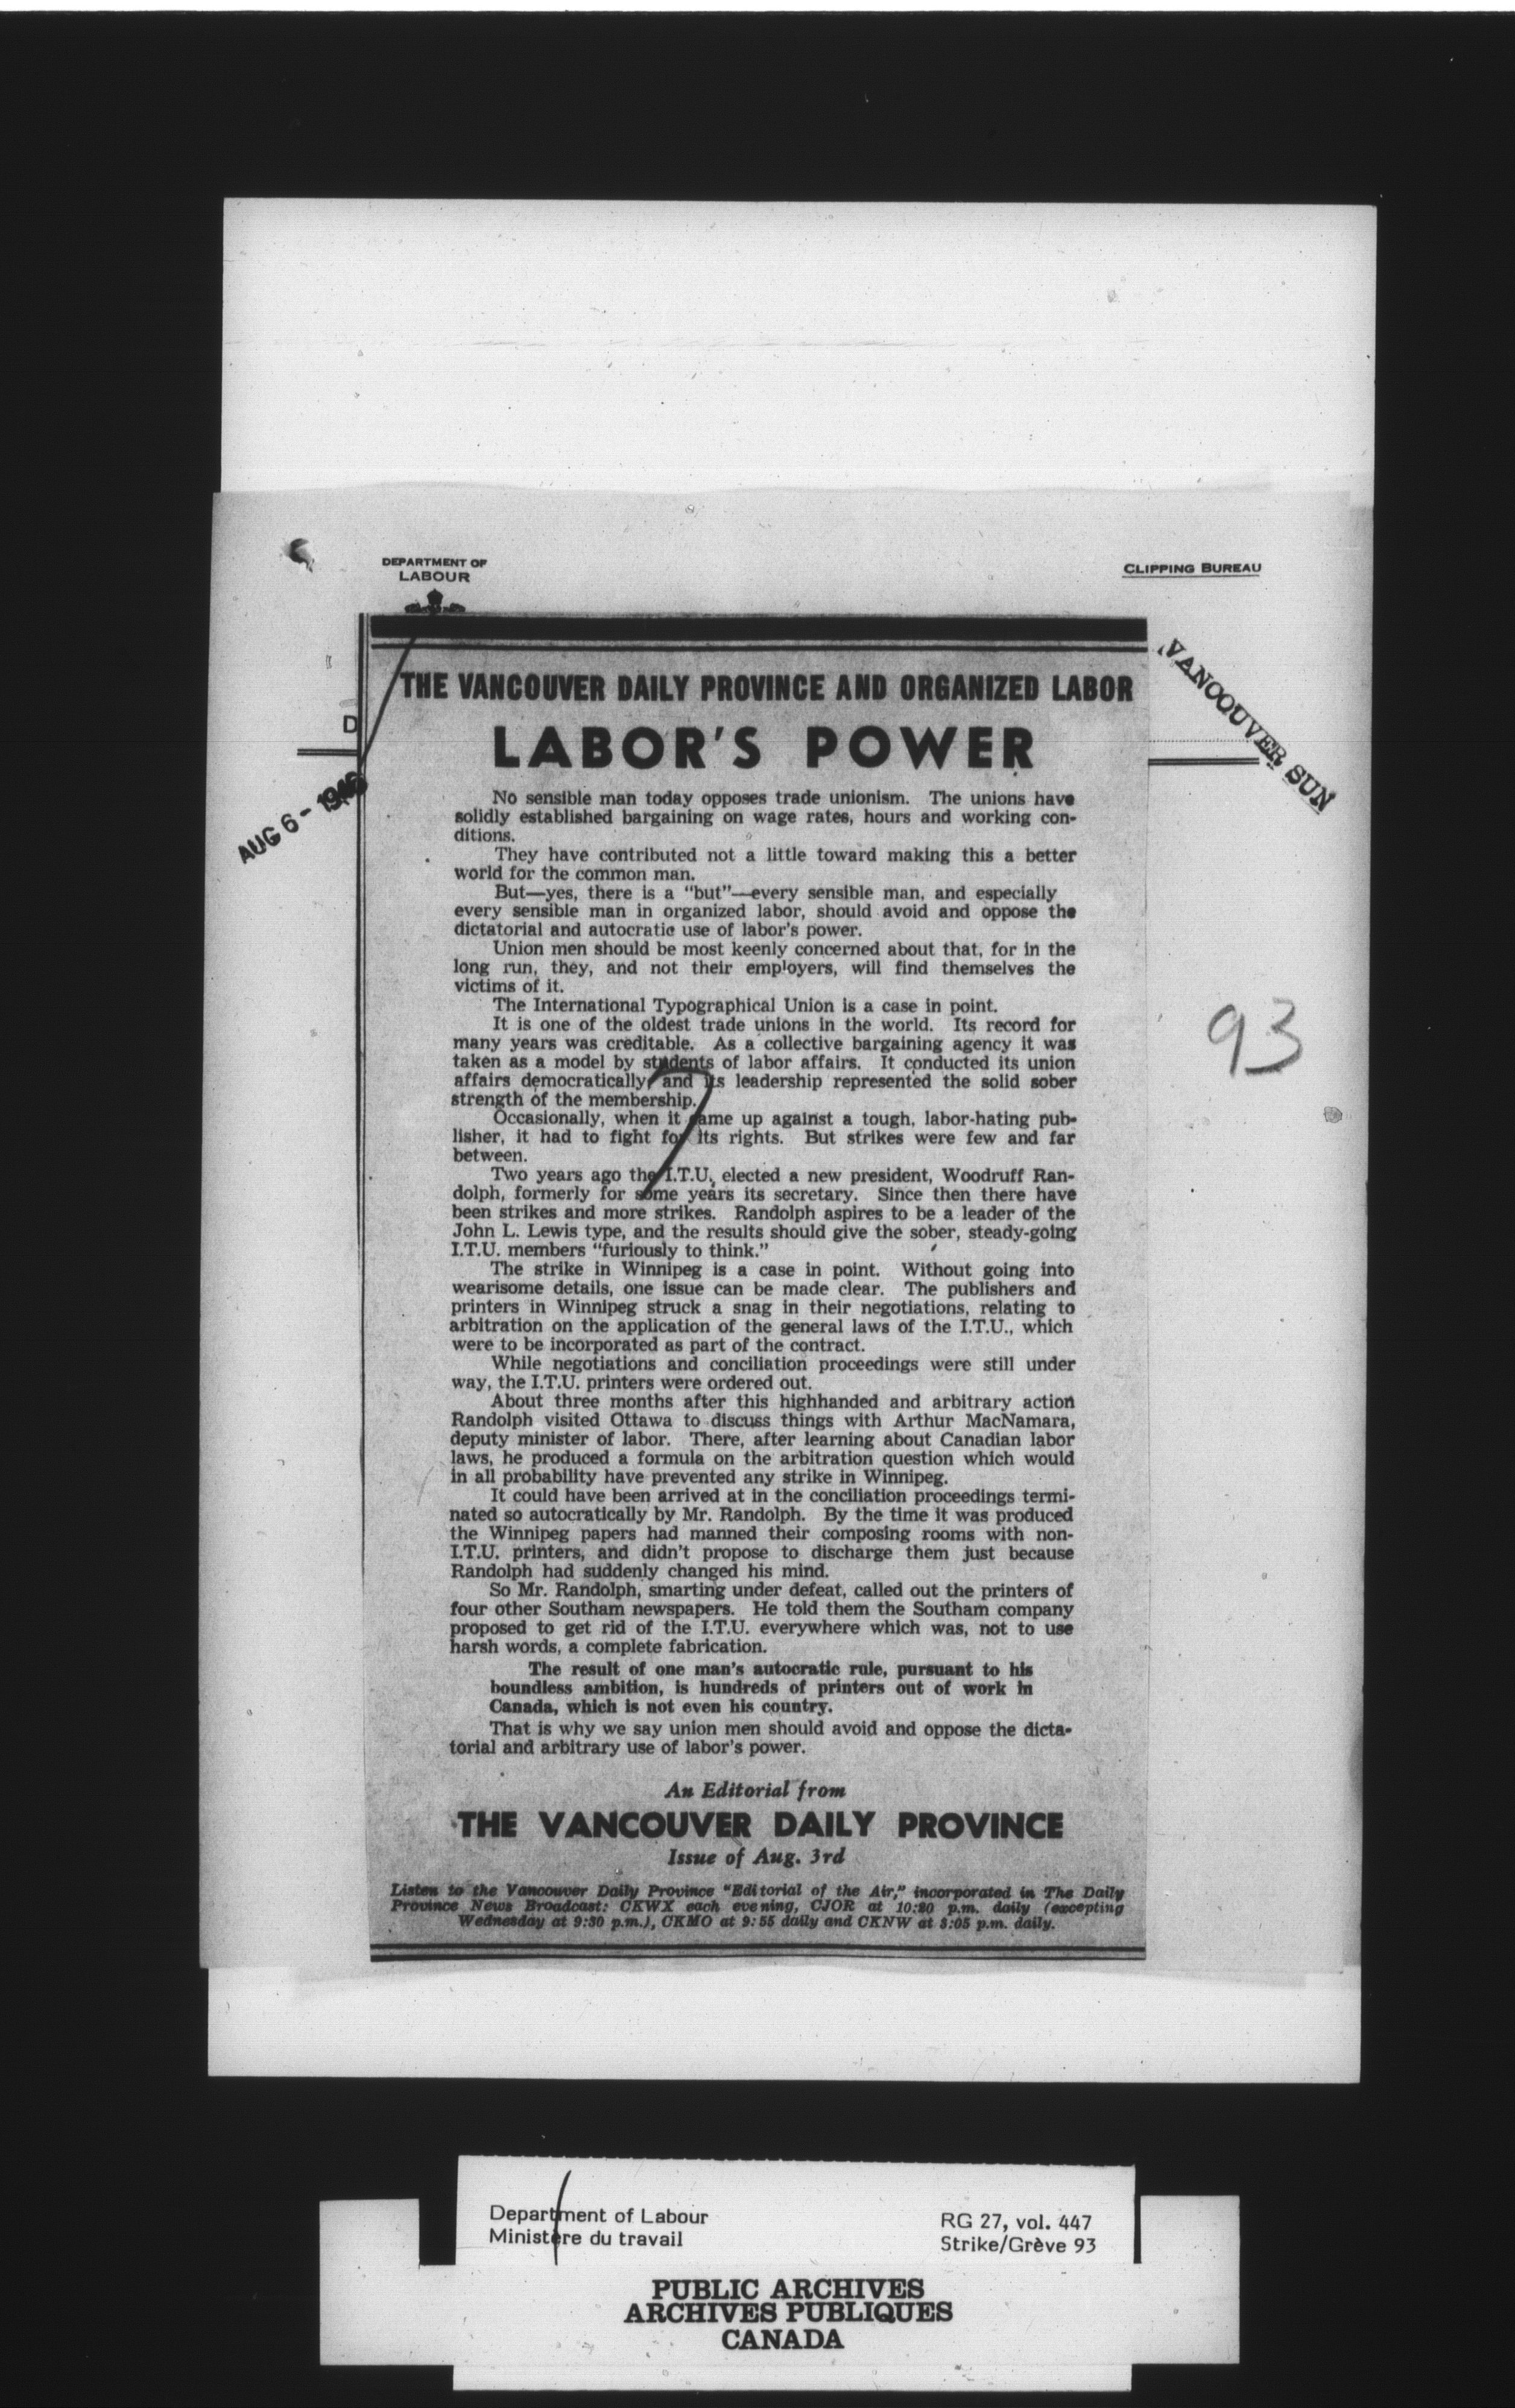 DEPARTMENT OF
LABOUR
CLIPPING BUREAU
VANCOUVER SUN
D
AUG 6 - 1946
THE VANCOUVER DAILY PROVINCE AND ORGANIZED LABOR
LABOR'S POWER
No sensible man today opposes trade unionism. The unions have
solidly established bargaining on wage rates, hours and working con-
ditions.
They have contributed not a little toward making this a better
world for the common man.
But—yes, there is a "but"—every sensible man, and especially
every sensible man in organized labor, should avoid and oppose the
dictatorial and autocratic use of labor's power.
Union men should be most keenly concerned about that, for in the
long run, they, and not their employers, will find themselves the
victims of it.
The International Typographical Union is a case in point.
It is one of the oldest trade unions in the world. Its record for
many years was creditable. As a collective bargaining agency it was
taken as a model by students of labor affairs. It conducted its union
affairs democratically, and its leadership represented the solid sober
strength of the membership.
Occasionally, when it came up against a tough, labor-hating pub-
lisher, it had to fight for its rights. But strikes were few and far
between.
Two years ago the I.T.U. elected a new president, Woodruff Ran-
dolph, formerly for some years its secretary. Since then there have
been strikes and more strikes. Randolph aspires to be a leader of the
John L. Lewis type, and the results should give the sober, steady-going
I.T.U. members "furiously to think."
The strike in Winnipeg is a case in point. Without going into
wearisome details, one issue can be made clear. The publishers and
printers in Winnipeg struck a snag in their negotiations, relating to
arbitration on the application of the general laws of the I.T.U., which
were to be incorporated as part of the contract.
While negotiations and conciliation proceedings were still under
way, the I.T.U. printers were ordered out.
About three months after this highhanded and arbitrary action
Randolph visited Ottawa to discuss things with Arthur MacNamara,
deputy minister of labor. There, after learning about Canadian labor
laws, he produced a formula on the arbitration question which would
in all probability have prevented any strike in Winnipeg.
It could have been arrived at in the conciliation proceedings termi-
nated so autocratically by Mr. Randolph. By the time it was produced
the Winnipeg papers had manned their composing rooms with non-
I.T.U. printers, and didn't propose to discharge them just because
Randolph had suddenly changed his mind.
So Mr. Randolph, smarting under defeat, called out the printers of
four other Southam newspapers. He told them the Southam company
proposed to get rid of the I.T.U. everywhere which was, not to use
harsh words, a complete fabrication.
The result of one man's autocratic rule, pursuant to his
boundless ambition, is hundreds of printers out of work in
Canada, which is not even his country.
That is why we say union men should avoid and oppose the dicta-
torial and arbitrary use of labor's power.
An Editorial from
THE VANCOUVER DAILY PROVINCE
Issue of Aug. 3rd
Listen to the Vancouver Daily Province "Editorial of the Air," incorporated in The Daily
Province News Broadcast: CKWX each evening, CJOR at 10:20 p.m. daily (excepting
Wednesday at 9:30 p.m.), CKMO at 9:55 daily and CKNW at 8:05 p.m. daily.
93
Department of Labour
Ministère du travail
RG 27, vol. 447
Strike/Grève 93
PUBLIC ARCHIVES
ARCHIVES PUBLIQUES
CANADA